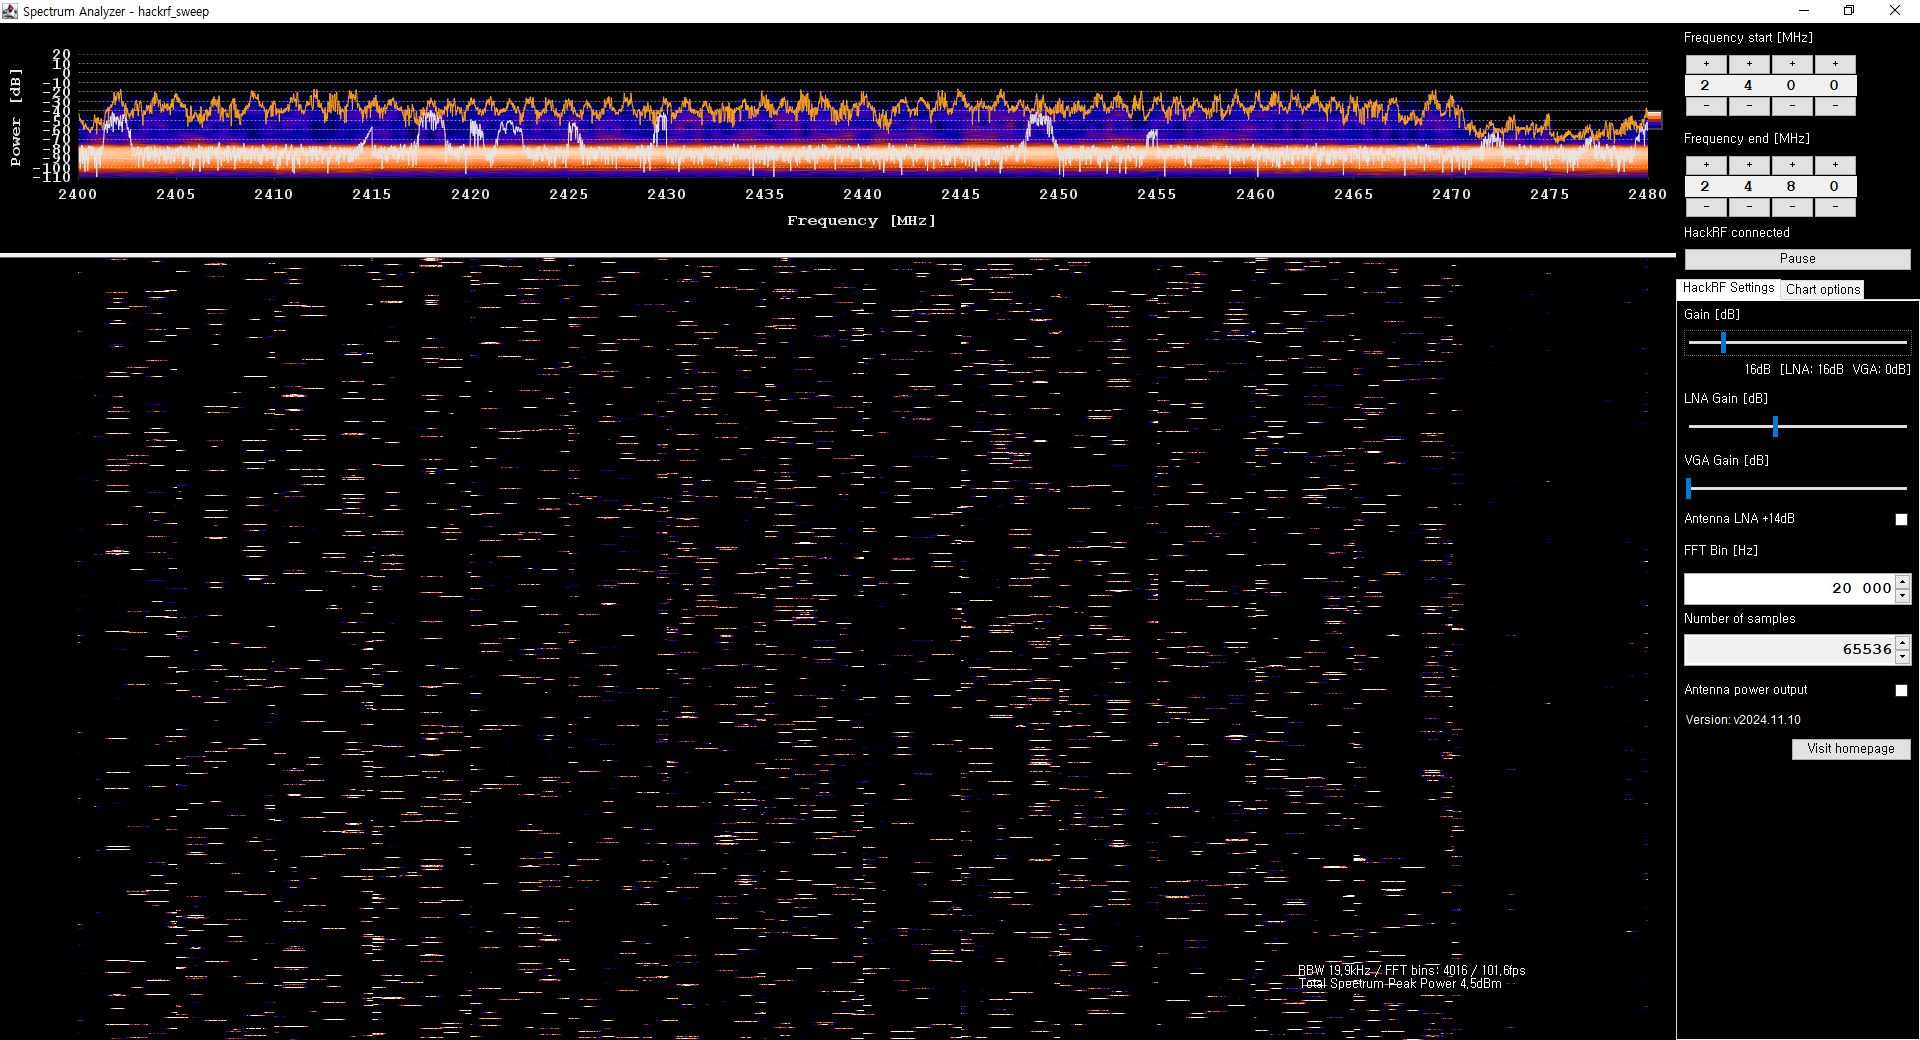 Spectrum Analyzer - hackrf_sweep
Power [dB]
20
10
0
-10
-20
-30
-40
-50
-60
-70
-80
-90
-100
-110
2400 2405 2410 2415 2420 2425 2430 2435 2440 2445 2450 2455 2460 2465 2470 2475 2480
Frequency [MHz]
RBW 19,9kHz / FFT bins: 4016 / 101,6fps
Total Spectrum Peak Power 4,5dBm
Frequency start [MHz]
+ + + +
2 4 0 0
- - - -
Frequency end [MHz]
+ + + +
2 4 8 0
- - - -
HackRF connected
Pause
HackRF Settings Chart options
Gain [dB]
16dB [LNA: 16dB VGA: 0dB]
LNA Gain [dB]
VGA Gain [dB]
Antenna LNA +14dB
FFT Bin [Hz]
20 000
Number of samples
65536
Antenna power output
Version: v2024.11.10
Visit homepage